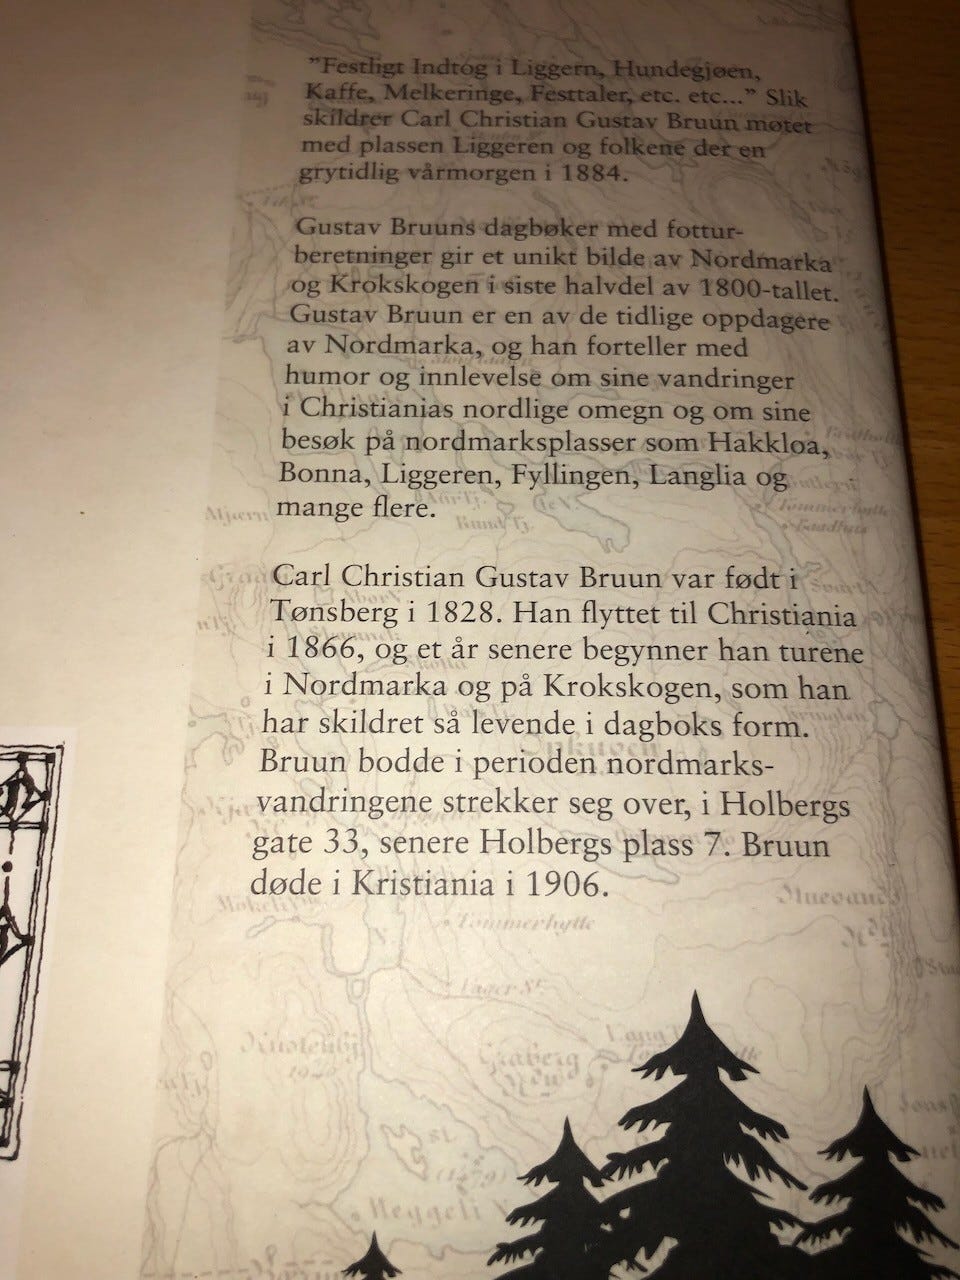 "Festligt Indtog i Liggern, Hundegjøen,
Kaffe, Melkeringe, Festtaler, etc. etc..." Slik
skildrer Carl Christian Gustav Bruun møtet
med plassen Liggeren og folkene der en
grytidlig vårmorgen i 1884.
Gustav Bruuns dagbøker med fottur-
beretninger gir et unikt bilde av Nordmarka
og Krokskogen i siste halvdel av 1800-tallet.
Gustav Bruun er en av de tidlige oppdagere
av Nordmarka, og han forteller med
humor og innlevelse om sine vandringer
i Christianias nordlige omegn og om sine
besøk på nordmarksplasser som Hakkloa,
Bonna, Liggeren, Fyllingen, Langlia og
mange flere.
Carl Christian Gustav Bruun var født i
Tønsberg i 1828. Han flyttet til Christiania
i 1866, og et år senere begynner han turene
i Nordmarka og på Krokskogen, som han
har skildret så levende i dagboks form.
Bruun bodde i perioden nordmarks-
vandringene strekker seg over, i Holbergs
gate 33, senere Holbergs plass 7. Bruun
døde i Kristiania i 1906.
Tømmerhytte